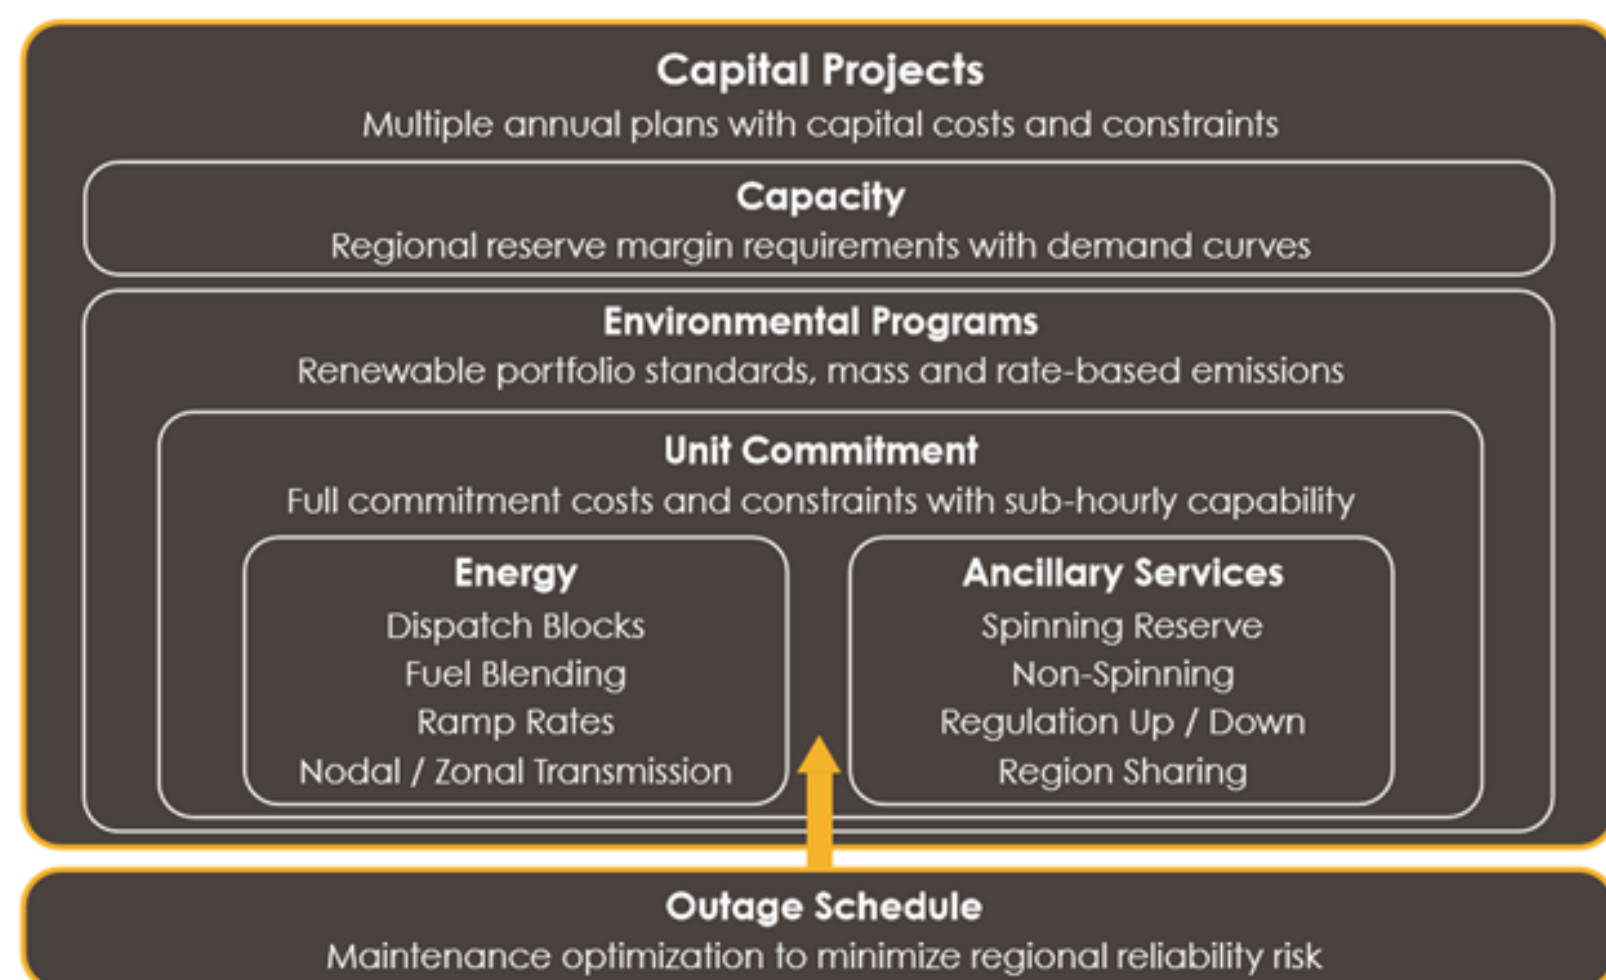 Capital Projects
Multiple annual plans with capital costs and constraints
Capacity
Regional reserve margin requirements with demand curves
Environmental Programs
Renewable portfolio standards, mass and rate-based emissions
Unit Commitment
Full commitment costs and constraints with sub-hourly capability
Energy
Dispatch Blocks
Fuel Blending
Ramp Rates
Nodal / Zonal Transmission
Ancillary Services
Spinning Reserve
Non-Spinning
Regulation Up / Down
Region Sharing
Outage Schedule
Maintenance optimization to minimize regional reliability risk